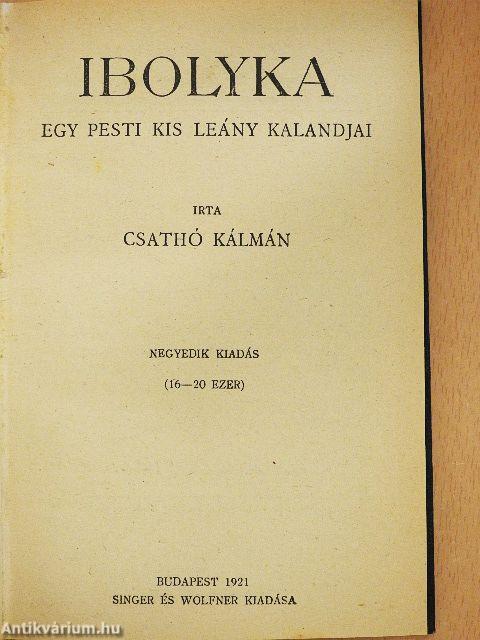 IBOLYKA
EGY PESTI KIS LEÁNY KALANDJAI
IRTA
CSATHÓ KÁLMÁN
NEGYEDIK KIADÁS
(16—20 EZER)
BUDAPEST 1921
SINGER ÉS WOLFNER KIADÁSA
Antikvárium.hu